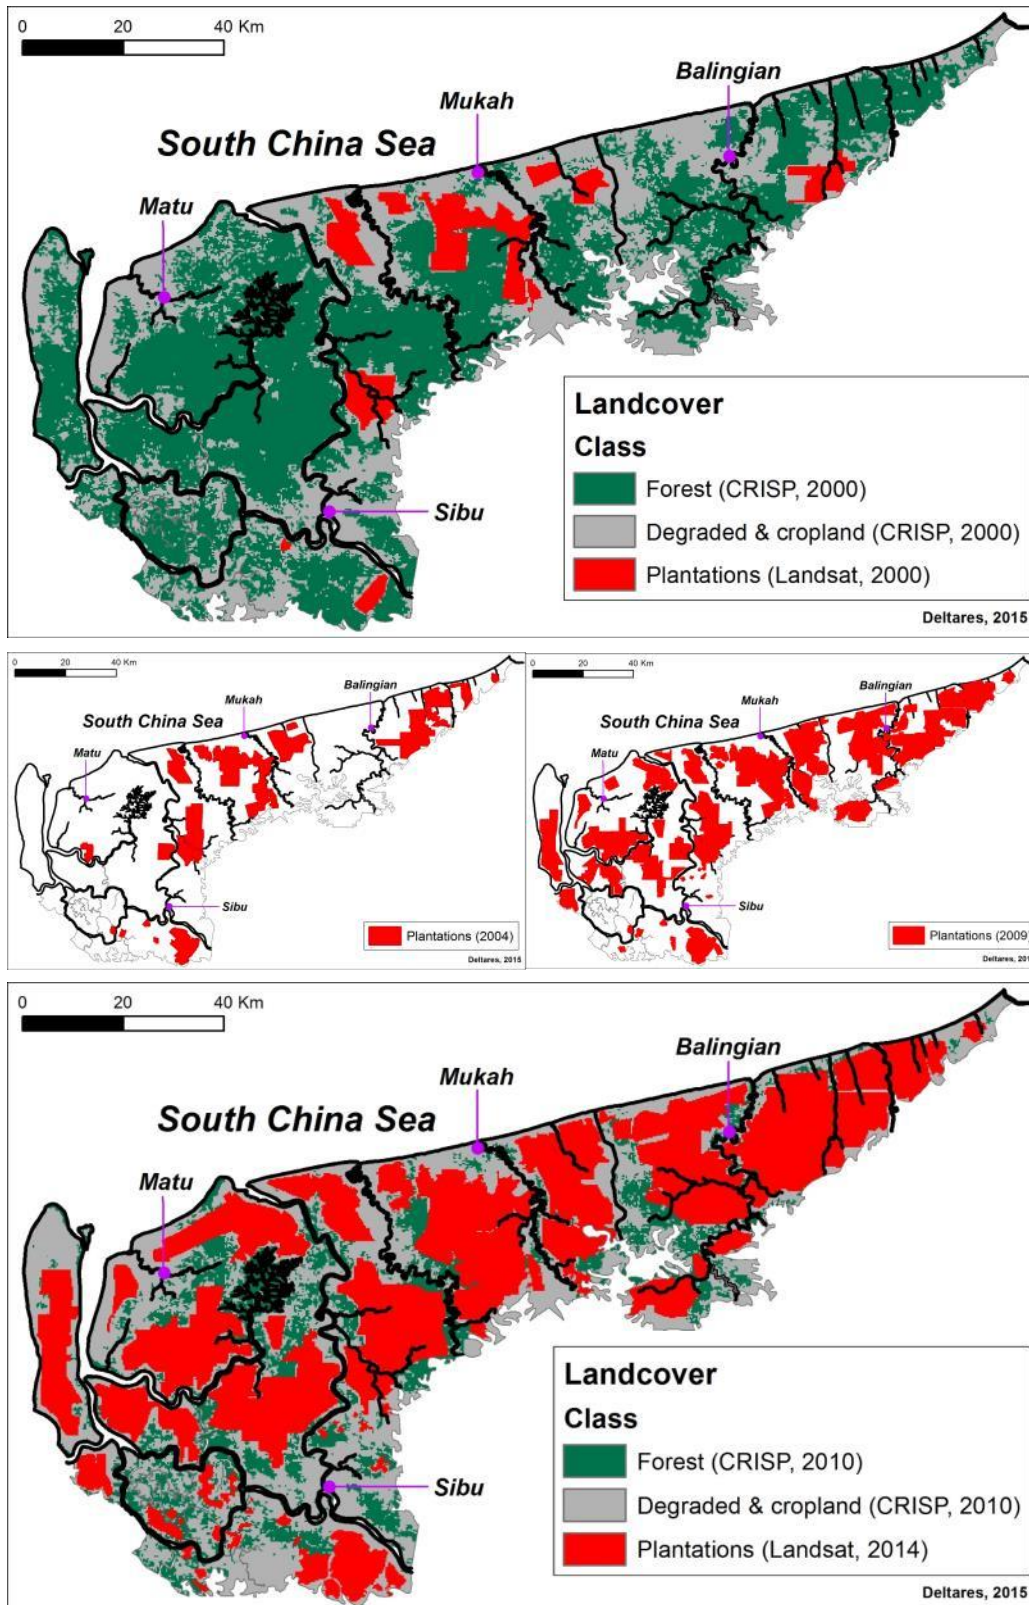 0 20 40 Km
Balingian
Mukah
South China Sea
Matu
Sibu
Landcover
Class
Forest (CRISP, 2000)
Degraded & cropland (CRISP, 2000)
Plantations (Landsat, 2000)
Deltares, 2015
0 20 40 Km
Balingian
Mukah
South China Sea
Matu
Sibu
Plantations (2004)
Deltares, 2015
0 20 40 Km
Balingian
Mukah
South China Sea
Matu
Sibu
Plantations (2009)
Deltares, 201
0 20 40 Km
Balingian
Mukah
South China Sea
Matu
Sibu
Landcover
Class
Forest (CRISP, 2010)
Degraded & cropland (CRISP, 2010)
Plantations (Landsat, 2014)
Deltares, 2015